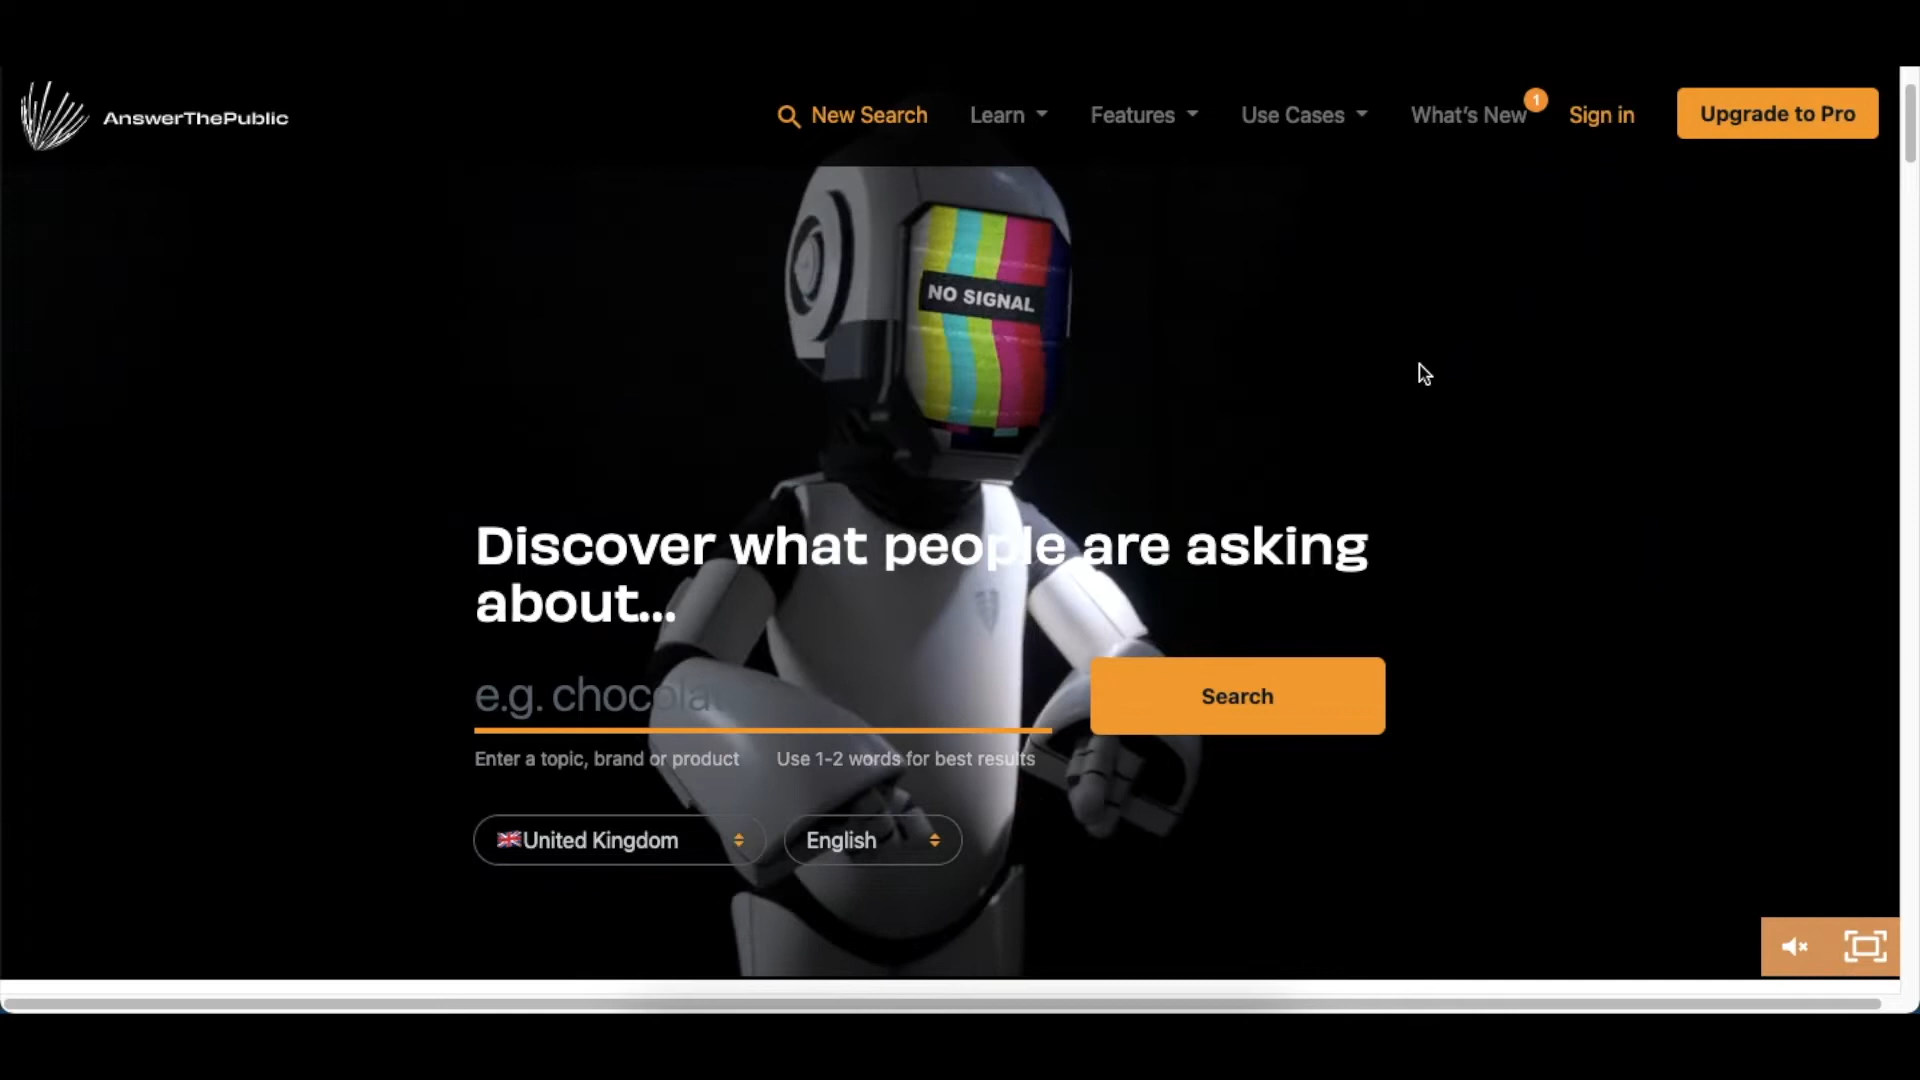 AnswerThePublic
New Search Learn Features Use Cases What's New 1 Sign in Upgrade to Pro
NO SIGNAL
Discover what people are asking
about...
e.g. chocolat
Search
Enter a topic, brand or product Use 1-2 words for best results
United Kingdom English